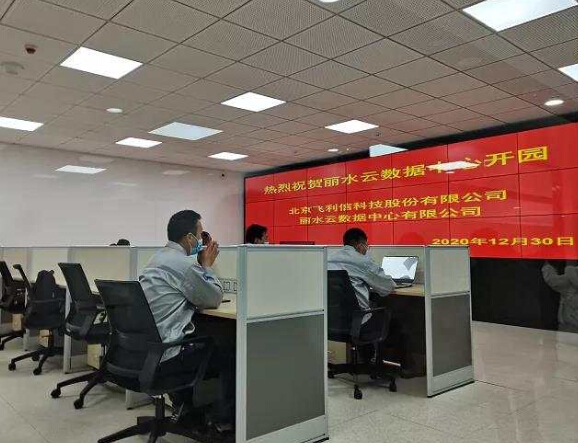 热烈祝贺丽水云数据中心开园
北京飞利信科技股份有限公司
丽水云数据中心有限公司
2020年12月30日